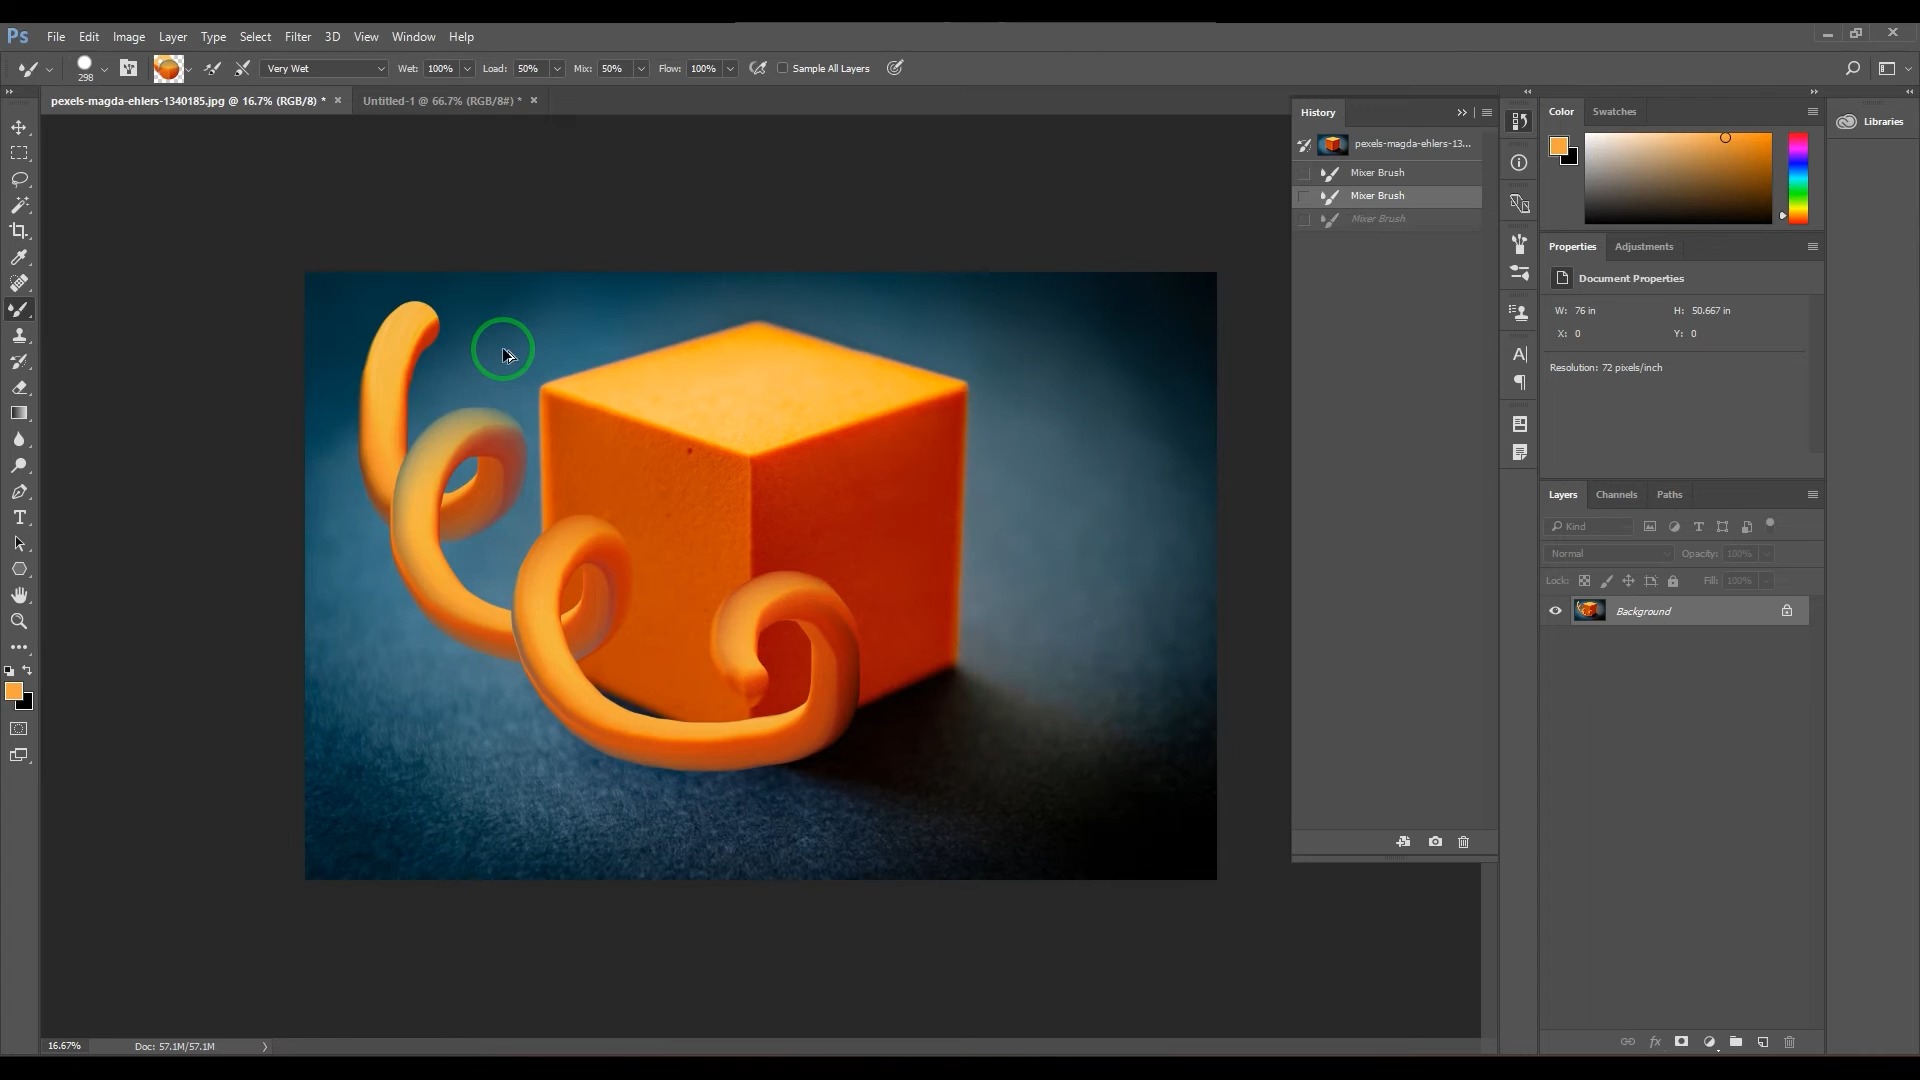 Ps File Edit Image Layer Type Select Filter 3D View Window Help
298 Very Wet Wet: 100% Load: 50% Mix: 50% Flow: 100% Sample All Layers
pexels-magda-ehlers-1340185.jpg @ 16.7% (RGB/8) * × Untitled-1 @ 66.7% (RGB/8#) * ×
History
pexels-magda-ehlers-13...
Mixer Brush
Mixer Brush
Mixer Brush
Color Swatches
Libraries
Properties Adjustments
Document Properties
W: 76 in H: 50.667 in
X: 0 Y: 0
Resolution: 72 pixels/inch
Layers Channels Paths
Kind
Normal Opacity: 100%
Lock: Fill: 100%
Background
fx
16.67% Doc: 57.1M/57.1M